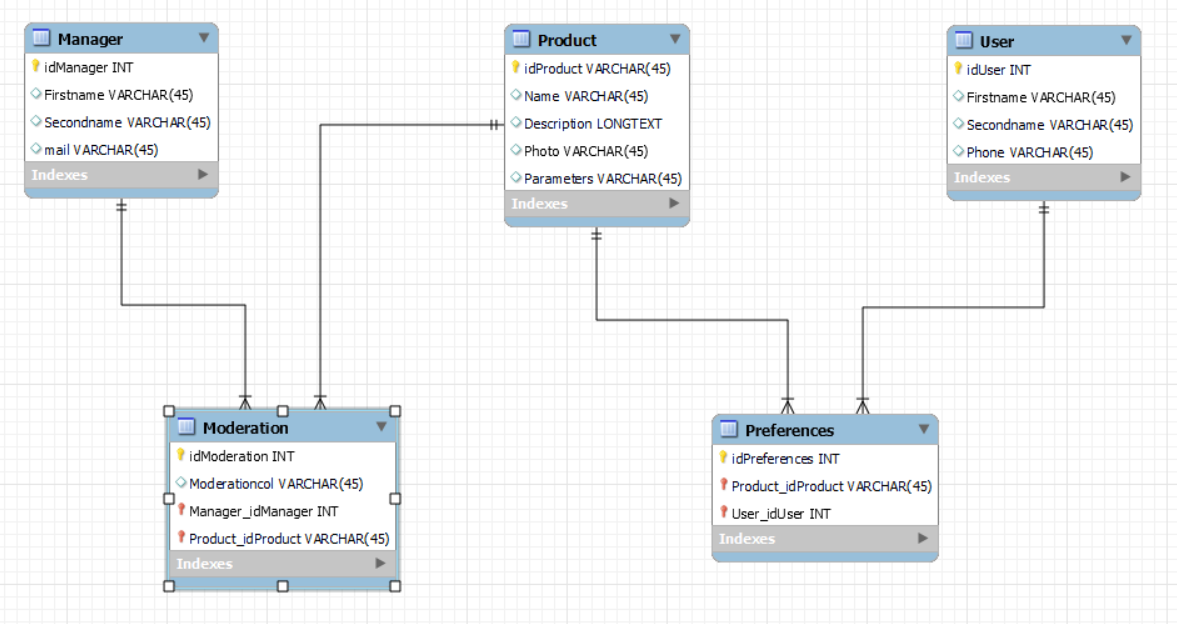 Manager
idManager INT
Firstname VARCHAR(45)
Secondname VARCHAR(45)
mail VARCHAR(45)
Indexes
Product
idProduct VARCHAR(45)
Name VARCHAR(45)
Description LONGTEXT
Photo VARCHAR(45)
Parameters VARCHAR(45)
Indexes
User
idUser INT
Firstname VARCHAR(45)
Secondname VARCHAR(45)
Phone VARCHAR(45)
Indexes
Moderation
idModeration INT
Moderationcol VARCHAR(45)
Manager_idManager INT
Product_idProduct VARCHAR(45)
Indexes
Preferences
idPreferences INT
Product_idProduct VARCHAR(45)
User_idUser INT
Indexes